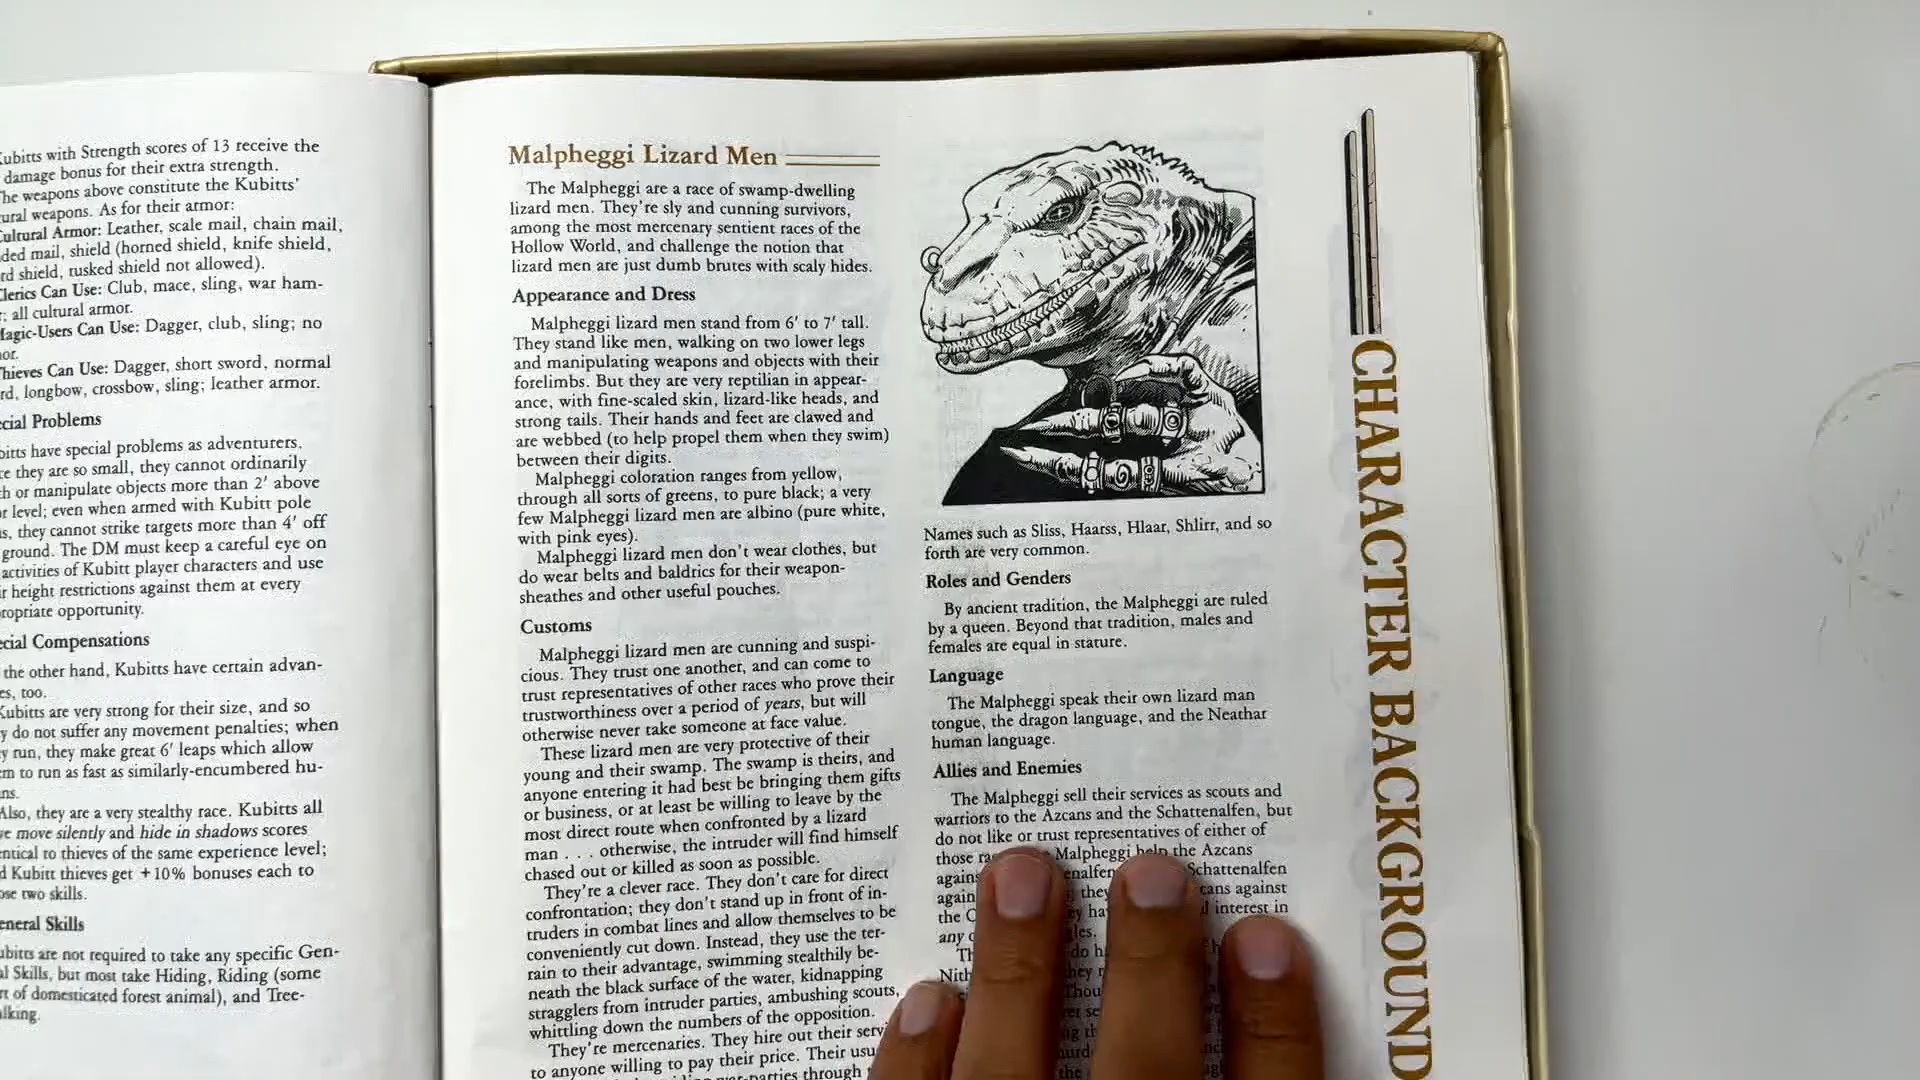 Kubitts with Strength scores of 13 receive the
damage bonus for their extra strength.
The weapons above constitute the Kubitts'
ural weapons. As for their armor:
Cultural Armor: Leather, scale mail, chain mail,
ded mail, shield (horned shield, knife shield,
rd shield, tusked shield not allowed).
Clerics Can Use: Club, mace, sling, war ham-
r; all cultural armor.
Magic-Users Can Use: Dagger, club, sling; no
or.
Thieves Can Use: Dagger, short sword, normal
rd, longbow, crossbow, sling; leather armor.
ecial Problems
bitts have special problems as adventurers.
e they are so small, they cannot ordinarily
h or manipulate objects more than 2' above
r level; even when armed with Kubitt pole
s, they cannot strike targets more than 4' off
ground. The DM must keep a careful eye on
activities of Kubitt player characters and use
r height restrictions against them at every
ropriate opportunity.
ecial Compensations
the other hand, Kubitts have certain advan-
es, too.
Kubitts are very strong for their size, and so
y do not suffer any movement penalties; when
y run, they make great 6' leaps which allow
m to run as fast as similarly-encumbered hu-
ns.
Also, they are a very stealthy race. Kubitts all
ve move silently and hide in shadows scores
entical to thieves of the same experience level;
d Kubitt thieves get +10% bonuses each to
ose two skills.
eneral Skills
ubitts are not required to take any specific Gen-
al Skills, but most take Hiding, Riding (some
rt of domesticated forest animal), and Tree-
alking.
Malpheggi Lizard Men
The Malpheggi are a race of swamp-dwelling
lizard men. They're sly and cunning survivors,
among the most mercenary sentient races of the
Hollow World, and challenge the notion that
lizard men are just dumb brutes with scaly hides.
Appearance and Dress
Malpheggi lizard men stand from 6' to 7' tall.
They stand like men, walking on two lower legs
and manipulating weapons and objects with their
forelimbs. But they are very reptilian in appear-
ance, with fine-scaled skin, lizard-like heads, and
strong tails. Their hands and feet are clawed and
are webbed (to help propel them when they swim)
between their digits.
Malpheggi coloration ranges from yellow,
through all sorts of greens, to pure black; a very
few Malpheggi lizard men are albino (pure white,
with pink eyes).
Malpheggi lizard men don't wear clothes, but
do wear belts and baldrics for their weapon-
sheathes and other useful pouches.
Customs
Malpheggi lizard men are cunning and suspi-
cious. They trust one another, and can come to
trust representatives of other races who prove their
trustworthiness over a period of years, but will
otherwise never take someone at face value.
These lizard men are very protective of their
young and their swamp. The swamp is theirs, and
anyone entering it had best be bringing them gifts
or business, or at least be willing to leave by the
most direct route when confronted by a lizard
man . . . otherwise, the intruder will find himself
chased out or killed as soon as possible.
They're a clever race. They don't care for direct
confrontation; they don't stand up in front of in-
truders in combat lines and allow themselves to be
conveniently cut down. Instead, they use the ter-
rain to their advantage, swimming stealthily be-
neath the black surface of the water, kidnapping
stragglers from intruder parties, ambushing scouts,
whittling down the numbers of the opposition.
They're mercenaries. They hire out their serv
to anyone willing to pay their price. Their usu
parties through
Names such as Sliss, Haarss, Hlaar, Shlirr, and so
forth are very common.
Roles and Genders
By ancient tradition, the Malpheggi are ruled
by a queen. Beyond that tradition, males and
females are equal in stature.
Language
The Malpheggi speak their own lizard man
tongue, the dragon language, and the Neathar
human language.
Allies and Enemies
The Malpheggi sell their services as scouts and
warriors to the Azcans and the Schattenalfen, but
do not like or trust representatives of either of
those Malpheggi help the Azcans
agains enalfen Schattenalfen
again they cans against
the interest in
any
do
Nith they
the
CHARACTER BACKGROUND